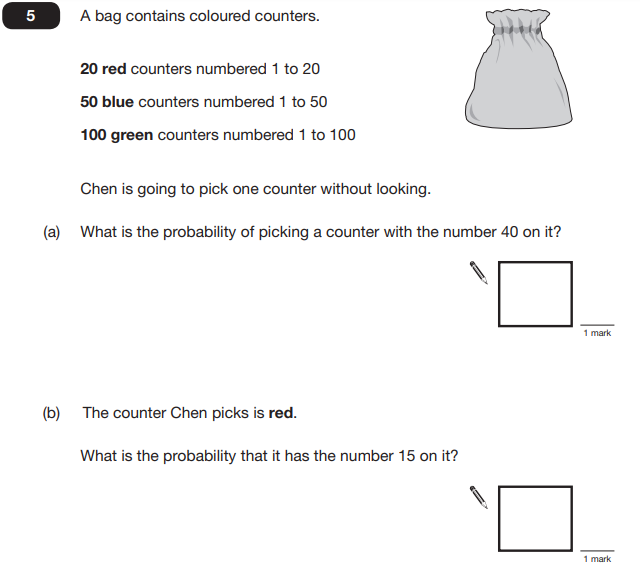 5
A bag contains coloured counters.
20 red counters numbered 1 to 20
50 blue counters numbered 1 to 50
100 green counters numbered 1 to 100
Chen is going to pick one counter without looking.
(a) What is the probability of picking a counter with the number 40 on it?
1 mark
(b) The counter Chen picks is red.
What is the probability that it has the number 15 on it?
1 mark